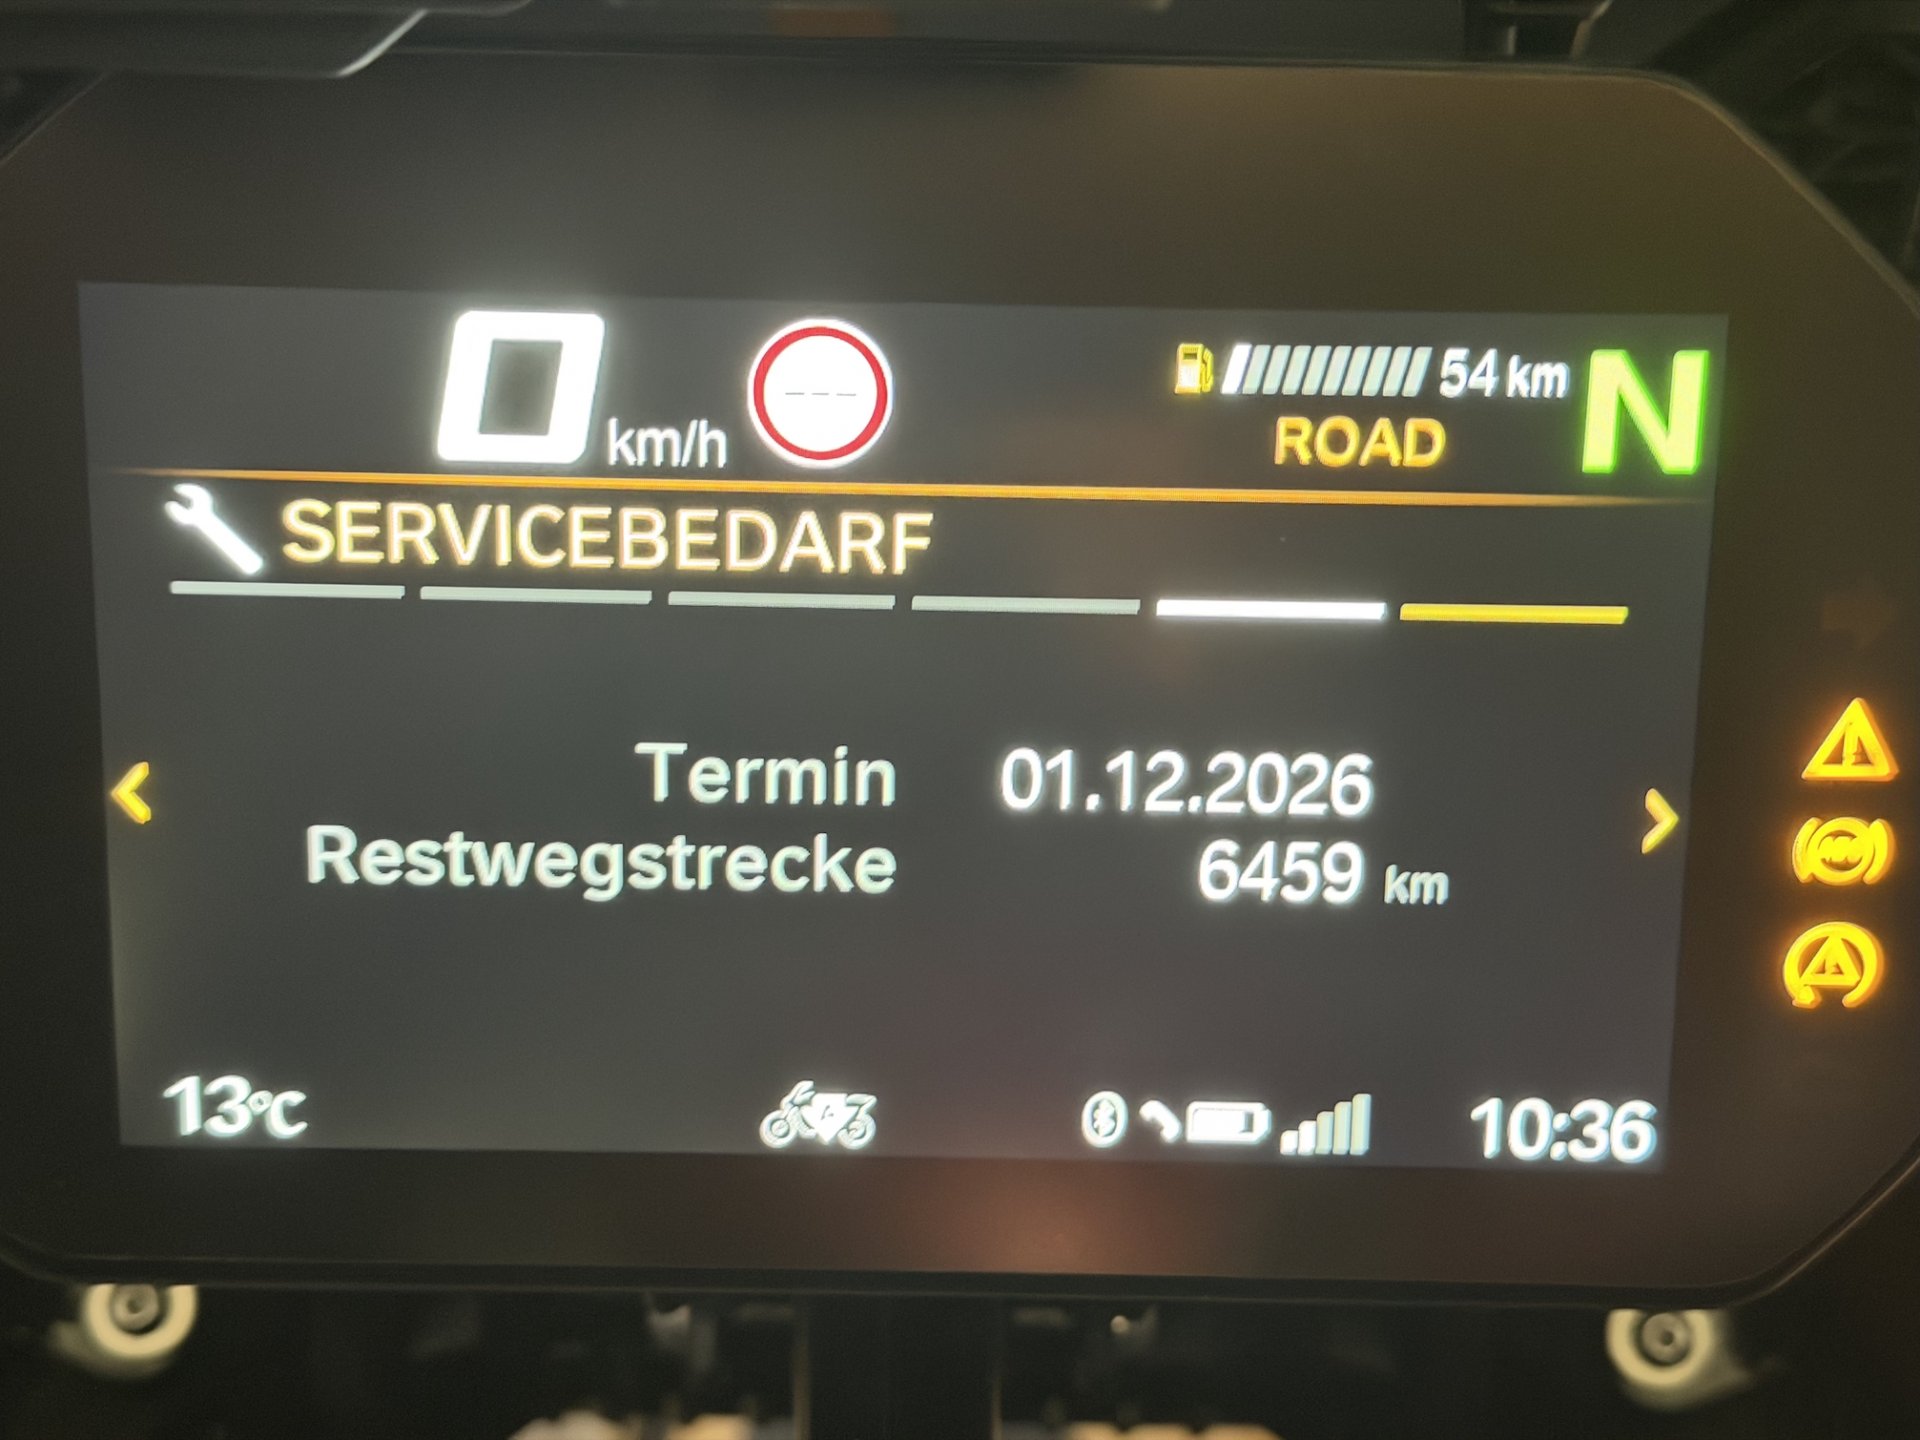 0 km/h --- 54 km N
ROAD
SERVICEBEDARF
Termin 01.12.2026
Restwegstrecke 6459 km
13°C 10:36